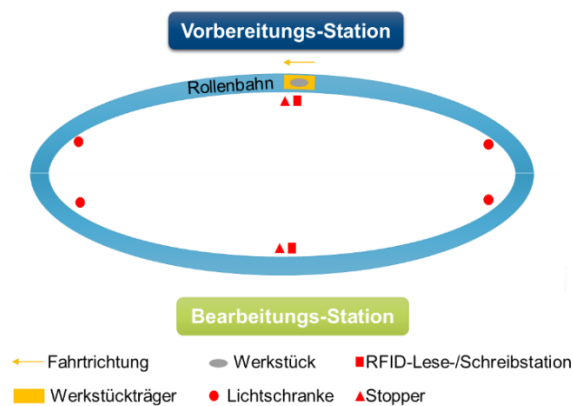 Vorbereitungs-Station
Rollenbahn
Bearbeitungs-Station
Fahrtrichtung
Werkstück
RFID-Lese-/Schreibstation
Werkstückträger
Lichtschranke
Stopper